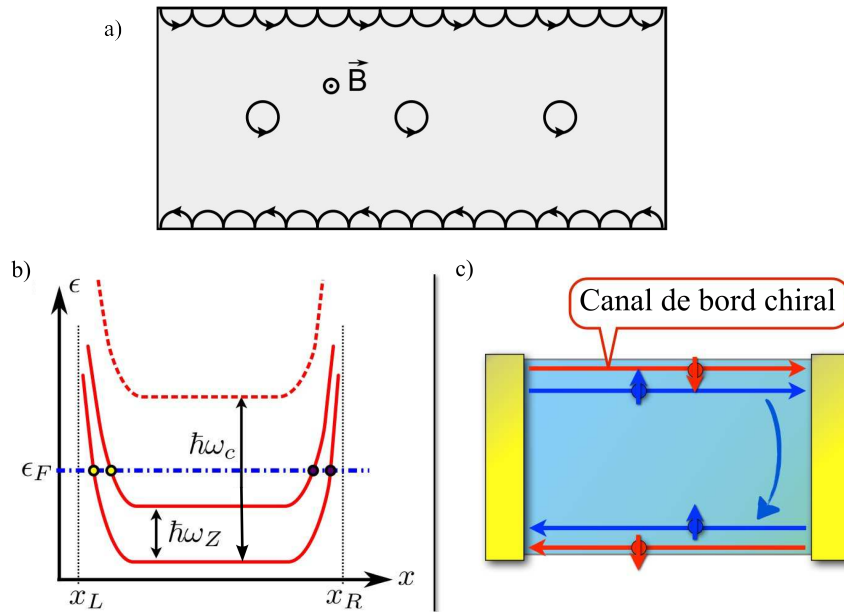 a)
⊙ B⃗
b)
ϵ
c)
Canal de bord chiral
ϵ_F
ℏω_c
ℏω_Z
x
x_L
x_R